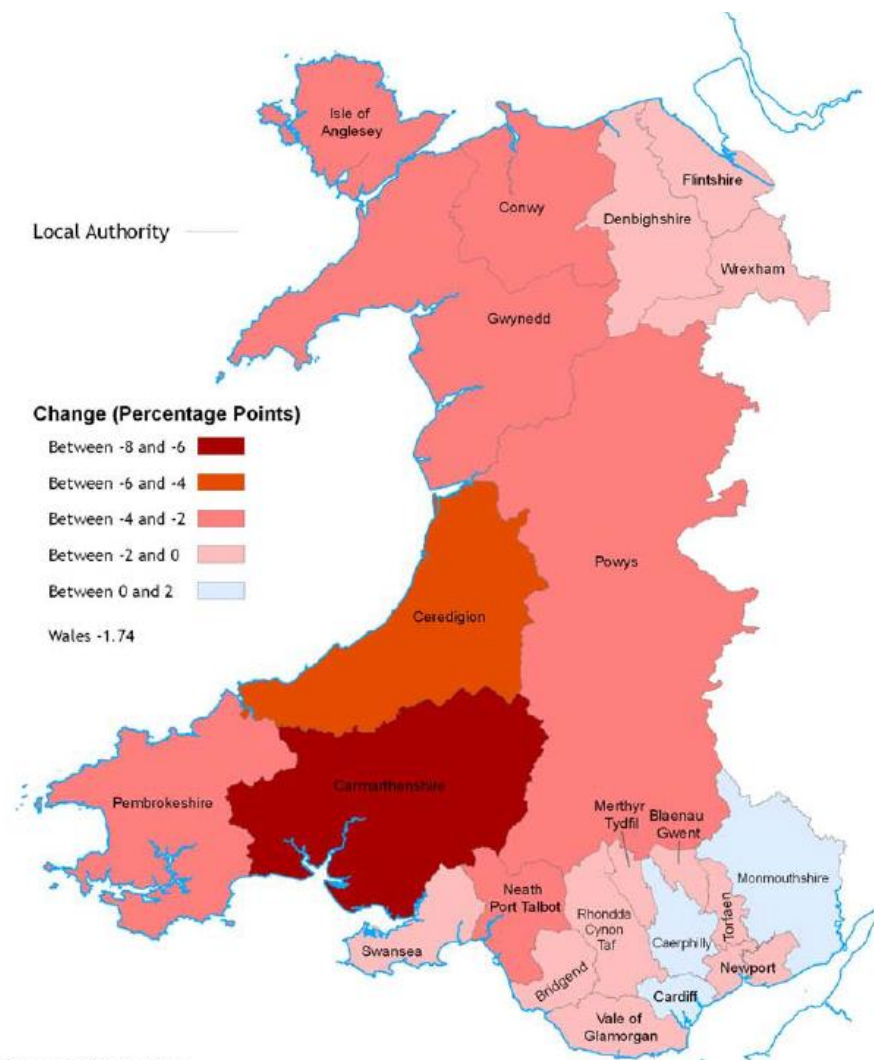 Isle of
Anglesey
Flintshire
Conwy
Denbighshire
Local Authority
Wrexham
Gwynedd
Change (Percentage Points)
Between -8 and -6
Between -6 and -4
Between -4 and -2
Between -2 and 0
Between 0 and 2
Wales -1.74
Powys
Ceredigion
Carmarthenshire
Pembrokeshire
Merthyr
Tydfil
Blaenau
Gwent
Monmouthshire
Neath
Port Talbot
Rhondda
Cynon
Taf
Torfaen
Caerphilly
Swansea
Newport
Bridgend
Cardiff
Vale of
Glamorgan